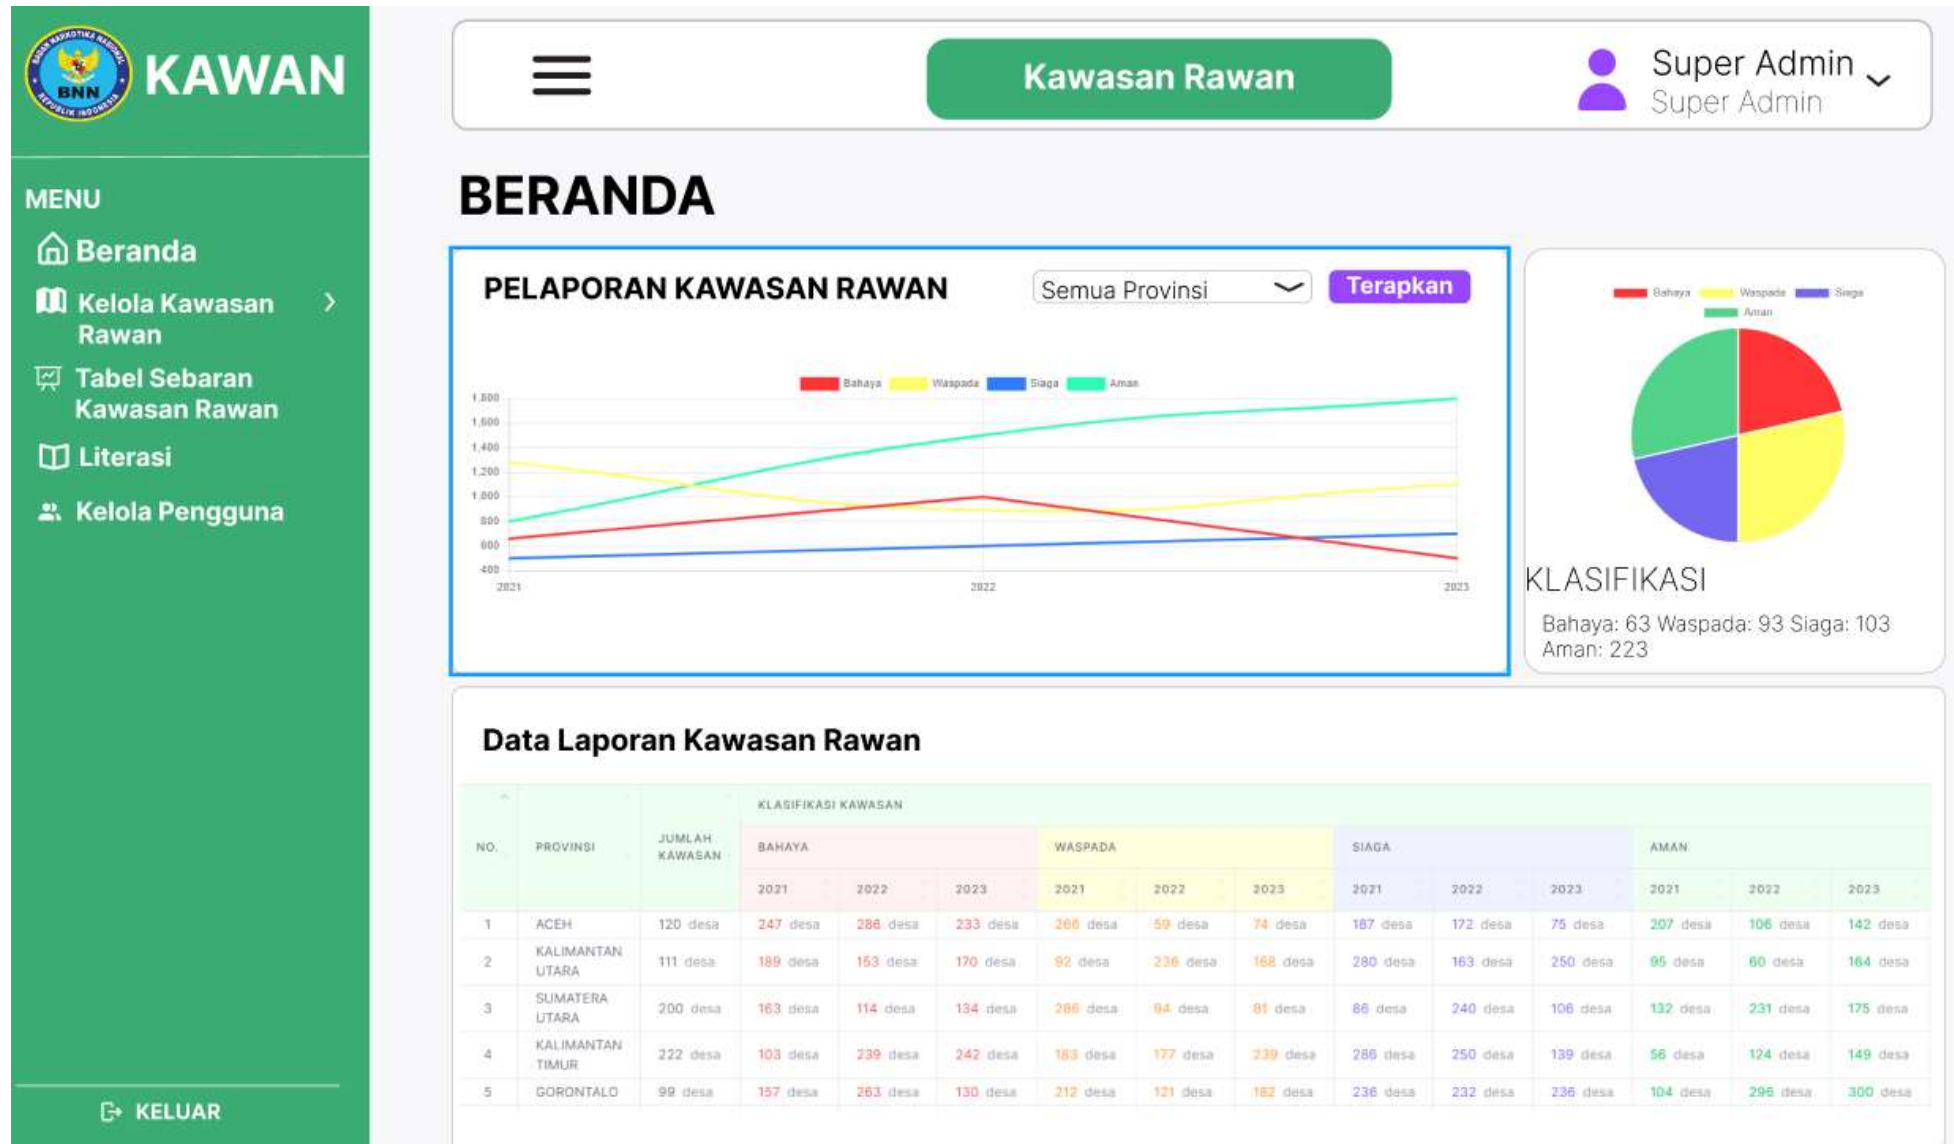 BADAN NARKOTIKA NASIONAL
BNN
REPUBLIK INDONESIA
KAWAN
MENU
Beranda
Kelola Kawasan
Rawan
Tabel Sebaran
Kawasan Rawan
Literasi
Kelola Pengguna
KELUAR
Kawasan Rawan
Super Admin
Super Admin
BERANDA
PELAPORAN KAWASAN RAWAN
Semua Provinsi
Terapkan
Bahaya Waspada Siaga Aman
1,800
1,600
1,400
1,200
1,000
800
600
400
2021 2022 2023
Bahaya Waspada Siaga
Aman
KLASIFIKASI
Bahaya: 63 Waspada: 93 Siaga: 103
Aman: 223
Data Laporan Kawasan Rawan
KLASIFIKASI KAWASAN
NO. PROVINSI JUMLAH KAWASAN BAHAYA WASPADA SIAGA AMAN
2021 2022 2023 2021 2022 2023 2021 2022 2023 2021 2022 2023
1 ACEH 120 desa 247 desa 286 desa 233 desa 266 desa 59 desa 74 desa 187 desa 172 desa 75 desa 207 desa 106 desa 142 desa
2 KALIMANTAN UTARA 111 desa 189 desa 153 desa 170 desa 92 desa 236 desa 168 desa 280 desa 163 desa 250 desa 95 desa 60 desa 164 desa
3 SUMATERA UTARA 200 desa 163 desa 114 desa 134 desa 286 desa 94 desa 81 desa 86 desa 240 desa 106 desa 132 desa 231 desa 175 desa
4 KALIMANTAN TIMUR 222 desa 103 desa 239 desa 242 desa 183 desa 177 desa 239 desa 286 desa 250 desa 139 desa 56 desa 124 desa 149 desa
5 GORONTALO 99 desa 157 desa 263 desa 130 desa 212 desa 121 desa 182 desa 236 desa 232 desa 236 desa 104 desa 296 desa 300 desa